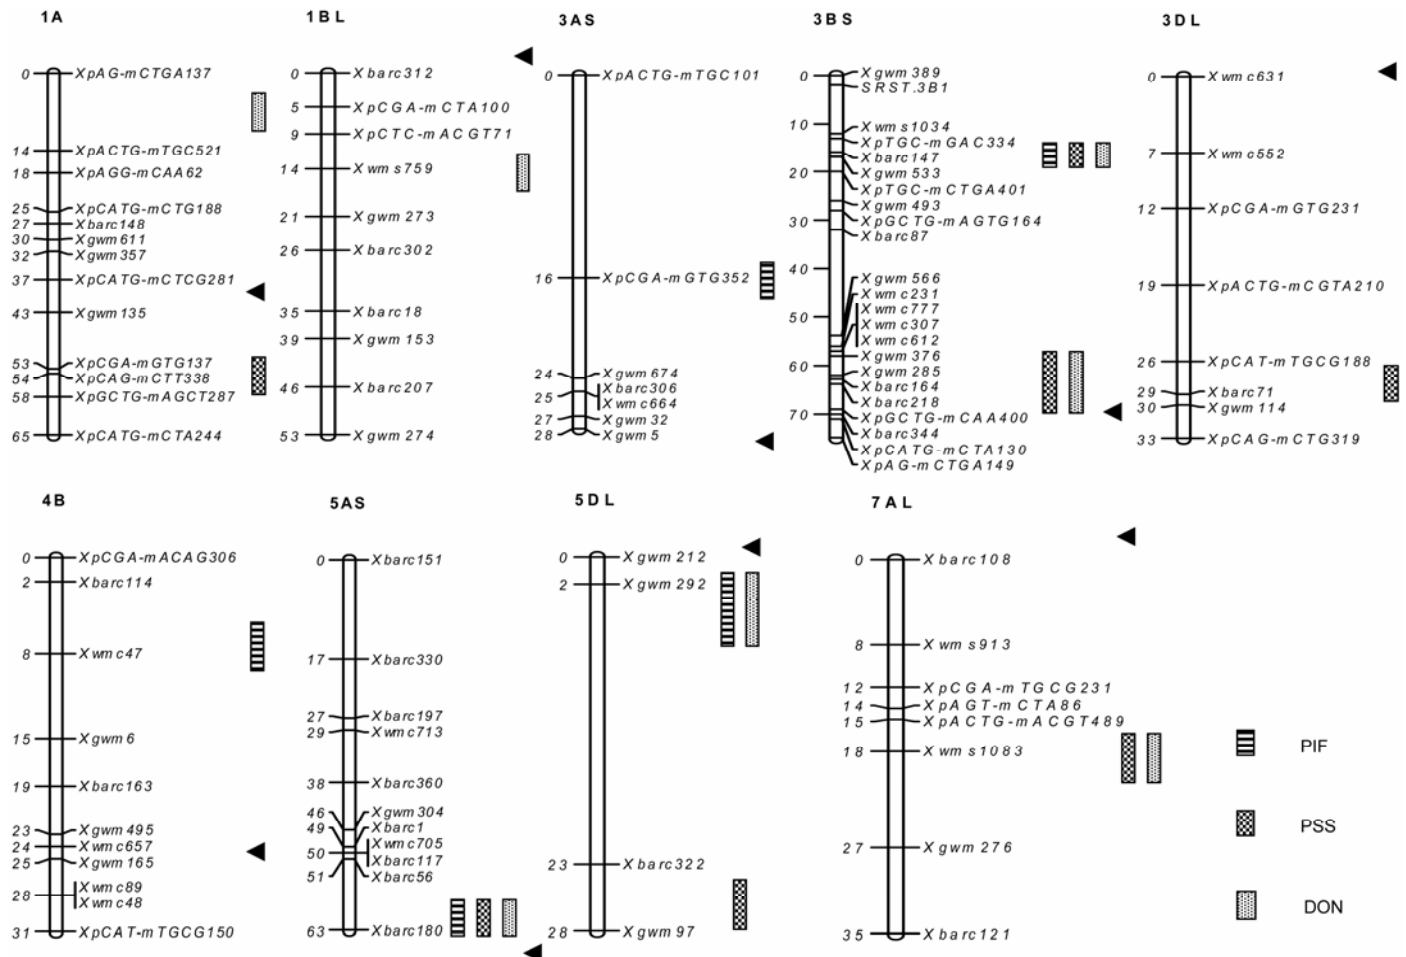 1A
0 XpAG-mCTGA137
14 XpACTG-mTGC521
18 XpAGG-mCAA62
25 XpCATG-mCTG188
27 Xbarc148
30 Xgwm611
32 Xgwm357
37 XpCATG-mCTCG281
43 Xgwm135
53 XpCGA-mGTG137
54 XpCAG-mCTT338
58 XpGCTG-mAGCT287
65 XpCATG-mCTA244
1BL
0 Xbarc312
5 XpCGA-mCTA100
9 XpCTC-mACGT71
14 Xwms759
21 Xgwm273
26 Xbarc302
35 Xbarc18
39 Xgwm153
46 Xbarc207
53 Xgwm274
3AS
0 XpACTG-mTGC101
16 XpCGA-mGTG352
24 Xgwm674
Xbarc306
25
Xwmc664
27 Xgwm32
28 Xgwm5
3BS
0
10
20
30
40
50
60
70
Xgwm389
SRST.3B1
Xwms1034
XpTGC-mGAC334
Xbarc147
Xgwm533
XpTGC-mCTGA401
Xgwm493
XpGCTG-mAGTG164
Xbarc87
Xgwm566
Xwmc231
Xwmc777
Xwmc307
Xwmc612
Xgwm376
Xgwm285
Xbarc164
Xbarc218
XpGCTG-mCAA400
Xbarc344
XpCATG-mCTA130
XpAG-mCTGA149
3DL
0 Xwmc631
7 Xwmc552
12 XpCGA-mGTG231
19 XpACTG-mCGTA210
26 XpCAT-mTGCG188
29 Xbarc71
30 Xgwm114
33 XpCAG-mCTG319
4B
0 XpCGA-mACAG306
2 Xbarc114
8 Xwmc47
15 Xgwm6
19 Xbarc163
23 Xgwm495
24 Xwmc657
25 Xgwm165
Xwmc89
28
Xwmc48
31 XpCAT-mTGCG150
5AS
0 Xbarc151
17 Xbarc330
27 Xbarc197
29 Xwmc713
38 Xbarc360
46 Xgwm304
49 Xbarc1
Xwmc705
50
Xbarc117
51 Xbarc56
63 Xbarc180
5DL
0 Xgwm212
2 Xgwm292
23 Xbarc322
28 Xgwm97
7AL
0 Xbarc108
8 Xwms913
12 XpCGA-mTGCG231
14 XpAGT-mCTA86
15 XpACTG-mACGT489
18 Xwms1083
27 Xgwm276
35 Xbarc121
PIF
PSS
DON